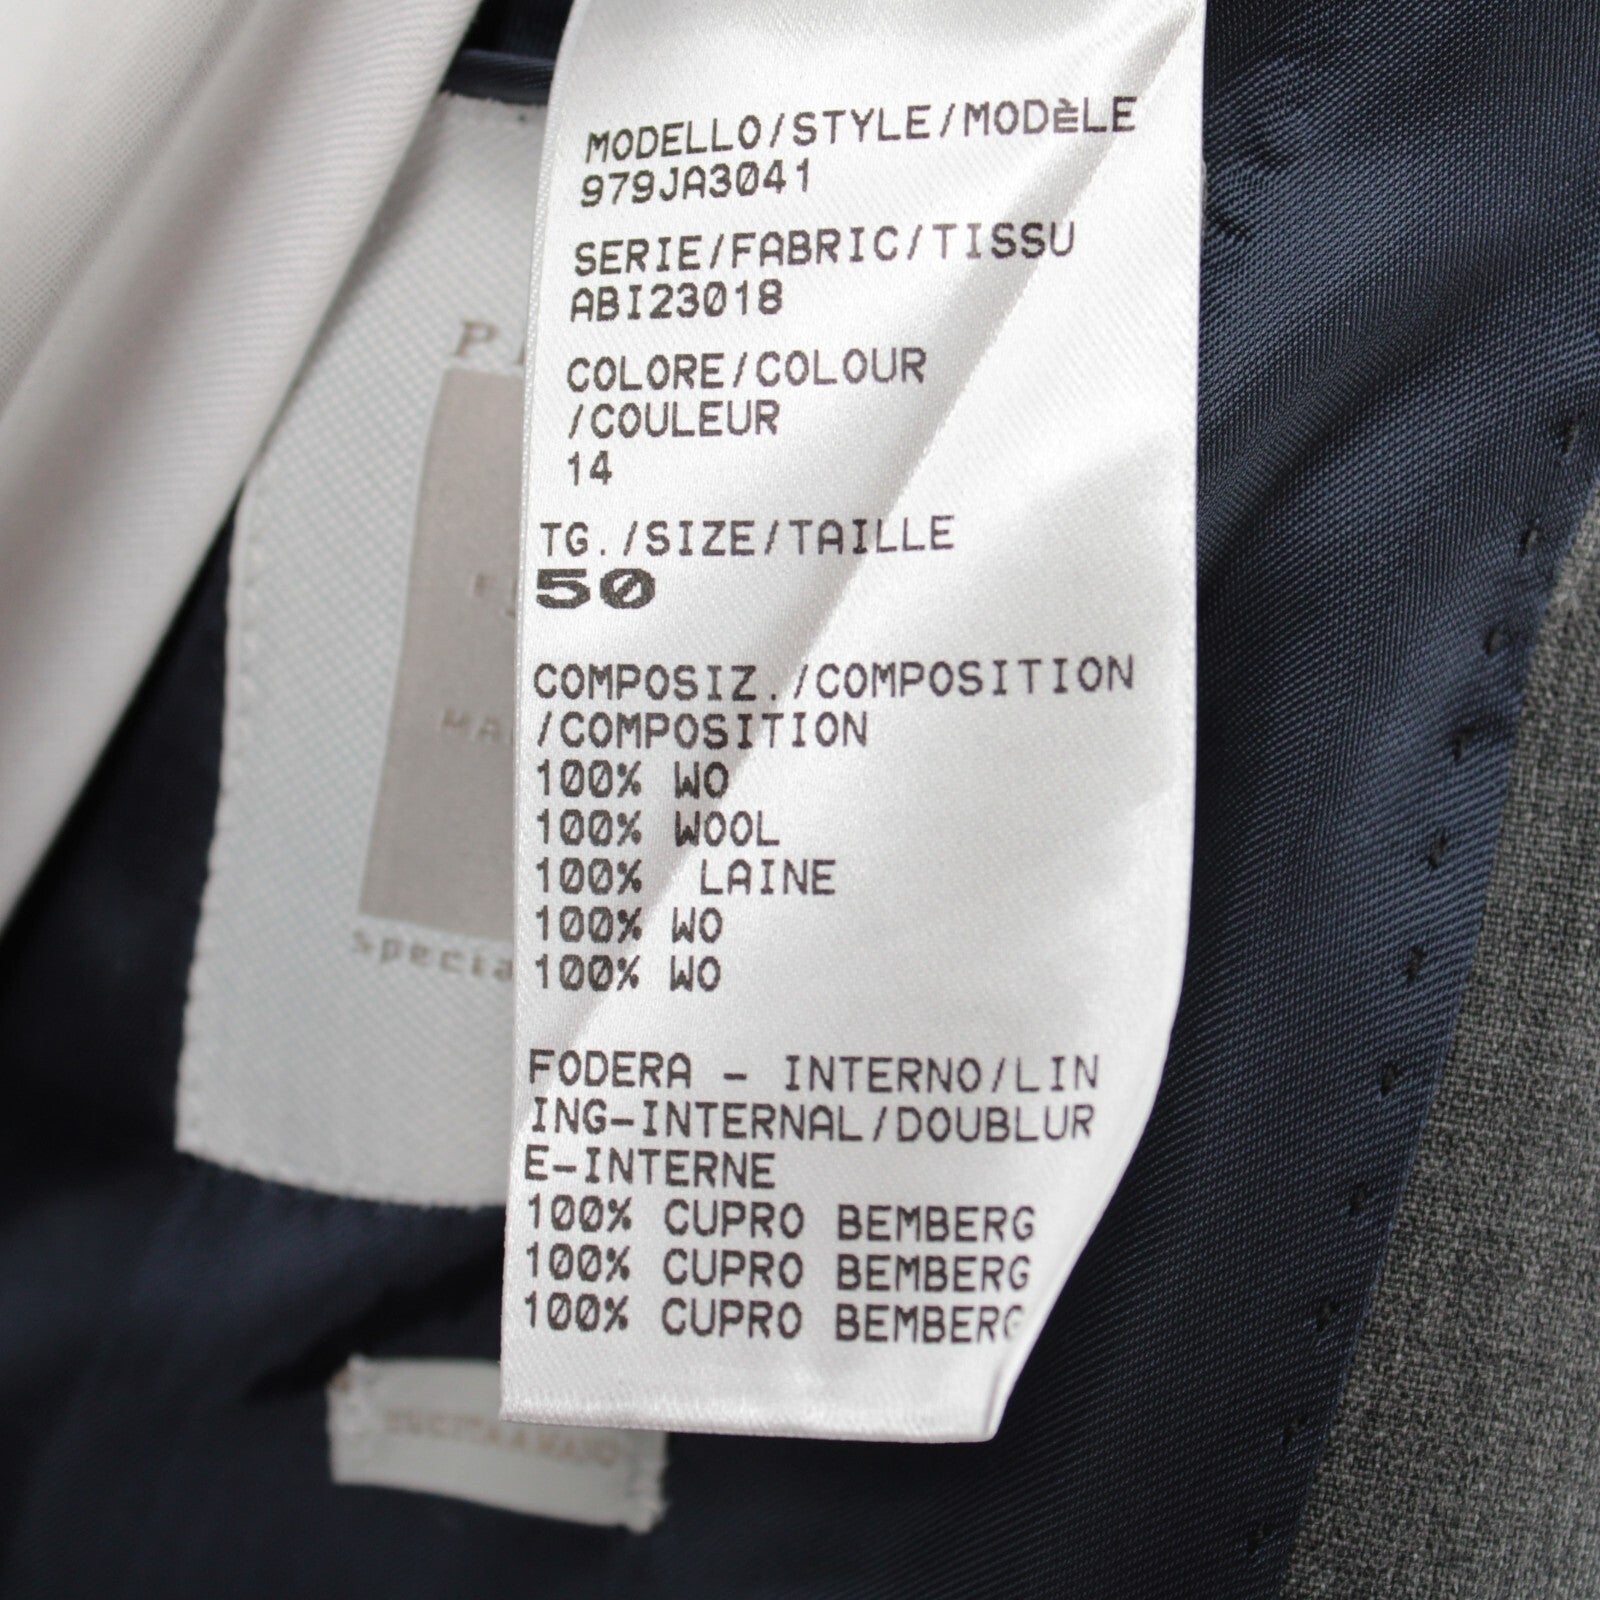 MODELLO/STYLE/MODÈLE
979JA3041
SERIE/FABRIC/TISSU
ABI23018
COLORE/COLOUR
/COULEUR
14
TG./SIZE/TAILLE
50
COMPOSIZ./COMPOSITION
/COMPOSITION
100% WO
100% WOOL
100% LAINE
100% WO
100% WO
FODERA - INTERNO/LIN
ING-INTERNAL/DOUBLUR
E-INTERNE
100% CUPRO BEMBERG
100% CUPRO BEMBERG
100% CUPRO BEMBERG